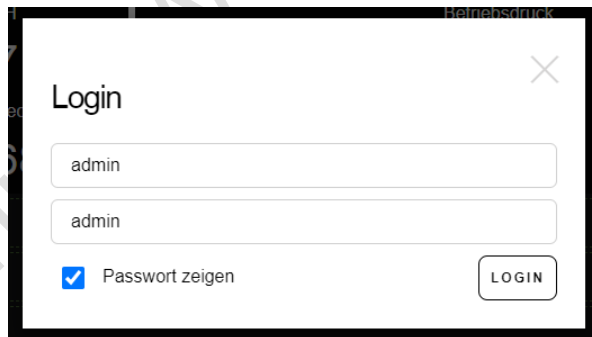 Betriebsdruck
Login
admin
admin
Passwort zeigen
LOGIN